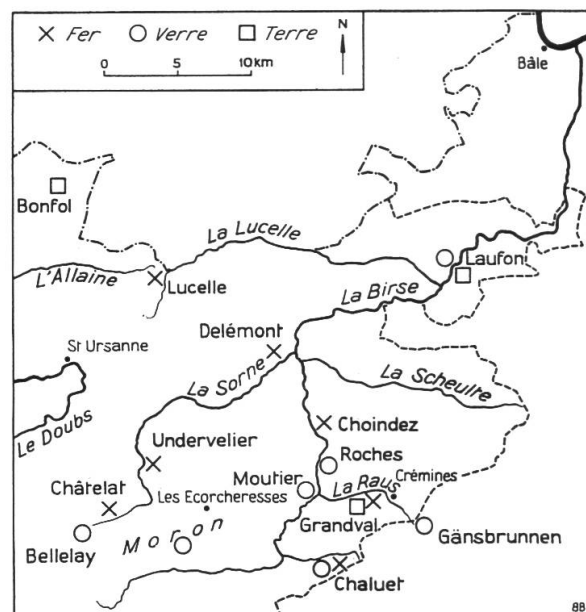 Fer Verre Terre
0 5 10 km
N
Bâle
Bonfol
La Lucelle
Laufon
L'Allaine
Lucelle
La Birse
Delémont
St Ursanne
La Sorne
La Scheulte
Le Doubs
Choindez
Undervelier
Roches
Moutier
La Raus
Crémines
Châtelat
Les Ecorcheresses
Grandval
Gänsbrunnen
Bellelay
Moron
Chaluet
88